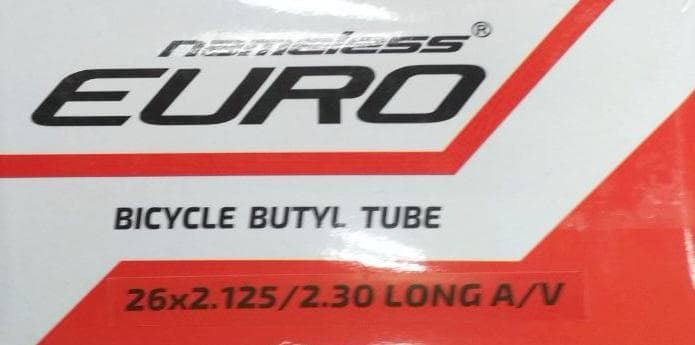 nameless®
EURO
BICYCLE BUTYL TUBE
26x2.125/2.30 LONG A/V